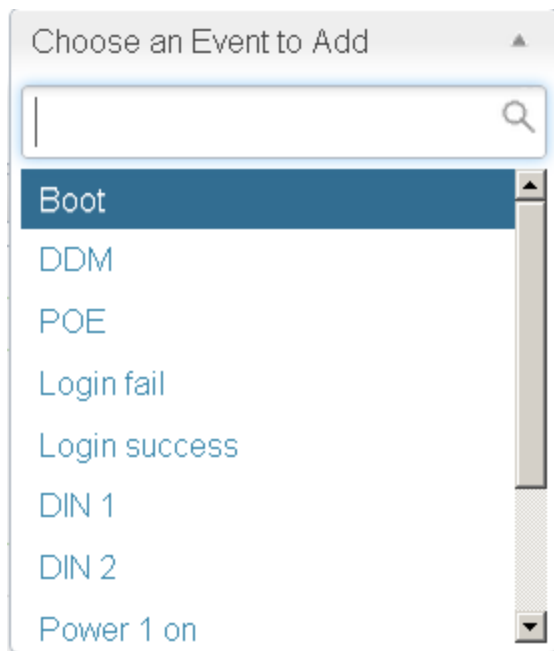 Choose an Event to Add
Boot
DDM
POE
Login fail
Login success
DIN 1
DIN 2
Power 1 on